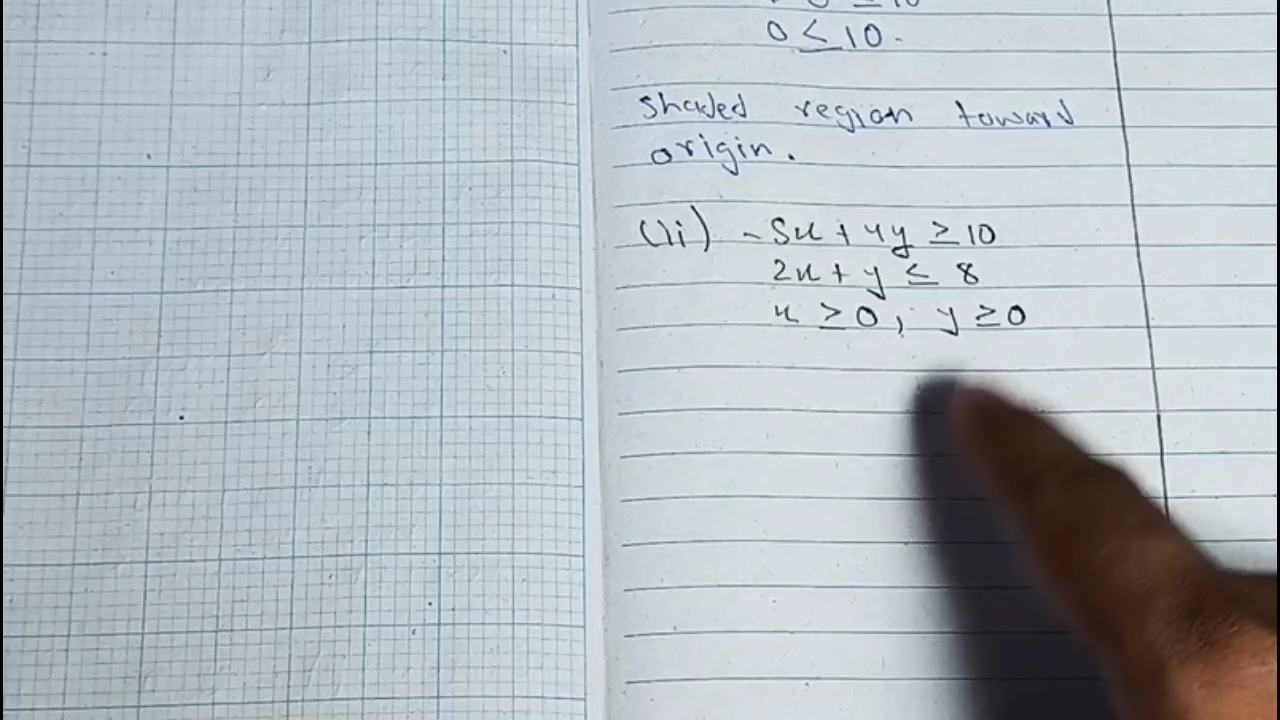 0 ≤ 10.
Shaded region toward
origin.
(ii) -5x + 4y ≥ 10
2x + y ≤ 8
x ≥ 0, y ≥ 0